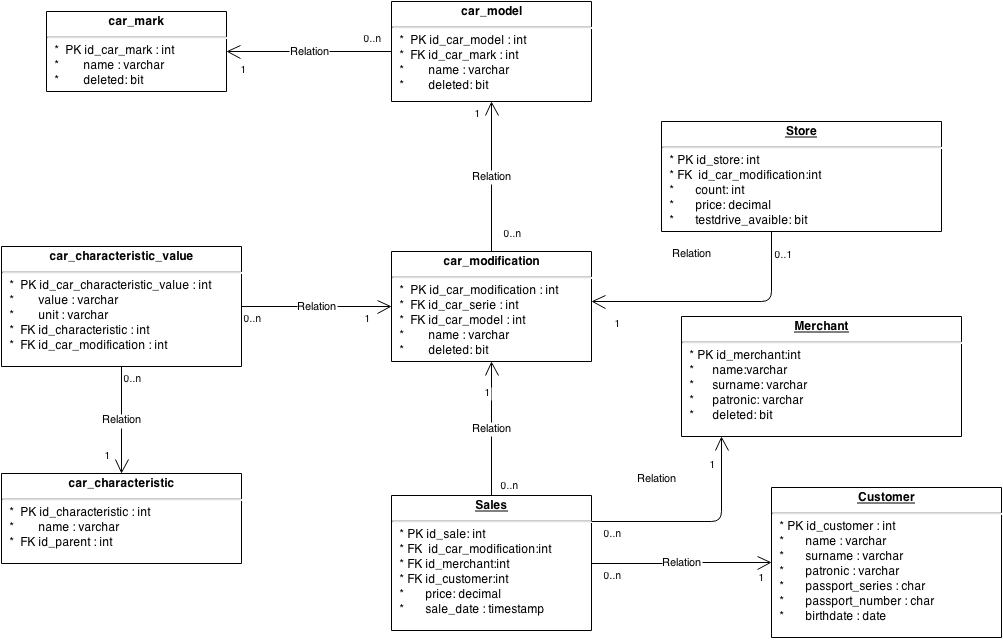 car_mark
* PK id_car_mark : int
* name : varchar
* deleted: bit
Relation
0..n
1
car_model
* PK id_car_model : int
* FK id_car_mark : int
* name : varchar
* deleted: bit
1
Relation
0..n
Store
* PK id_store: int
* FK id_car_modification:int
* count: int
* price: decimal
* testdrive_avaible: bit
Relation
0..1
1
car_characteristic_value
* PK id_car_characteristic_value : int
* value : varchar
* unit : varchar
* FK id_characteristic : int
* FK id_car_modification : int
Relation
0..n
1
car_modification
* PK id_car_modification : int
* FK id_car_serie : int
* FK id_car_model : int
* name : varchar
* deleted: bit
Merchant
* PK id_merchant:int
* name:varchar
* surname: varchar
* patronic: varchar
* deleted: bit
0..n
Relation
1
car_characteristic
* PK id_characteristic : int
* name : varchar
* FK id_parent : int
1
Relation
0..n
Sales
* PK id_sale: int
* FK id_car_modification:int
* FK id_merchant:int
* FK id_customer:int
* price: decimal
* sale_date : timestamp
1
Relation
0..n
Relation
0..n
1
Customer
* PK id_customer : int
* name : varchar
* surname : varchar
* patronic : varchar
* passport_series : char
* passport_number : char
* birthdate : date